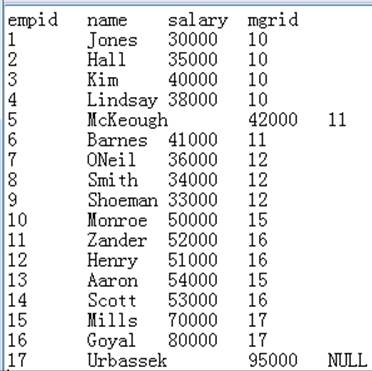 empid name salary mgrid
1 Jones 30000 10
2 Hall 35000 10
3 Kim 40000 10
4 Lindsay 38000 10
5 McKeough 42000 11
6 Barnes 41000 11
7 ONeil 36000 12
8 Smith 34000 12
9 Shoeman 33000 12
10 Monroe 50000 15
11 Zander 52000 16
12 Henry 51000 16
13 Aaron 54000 15
14 Scott 53000 16
15 Mills 70000 17
16 Goyal 80000 17
17 Urbassek 95000 NULL